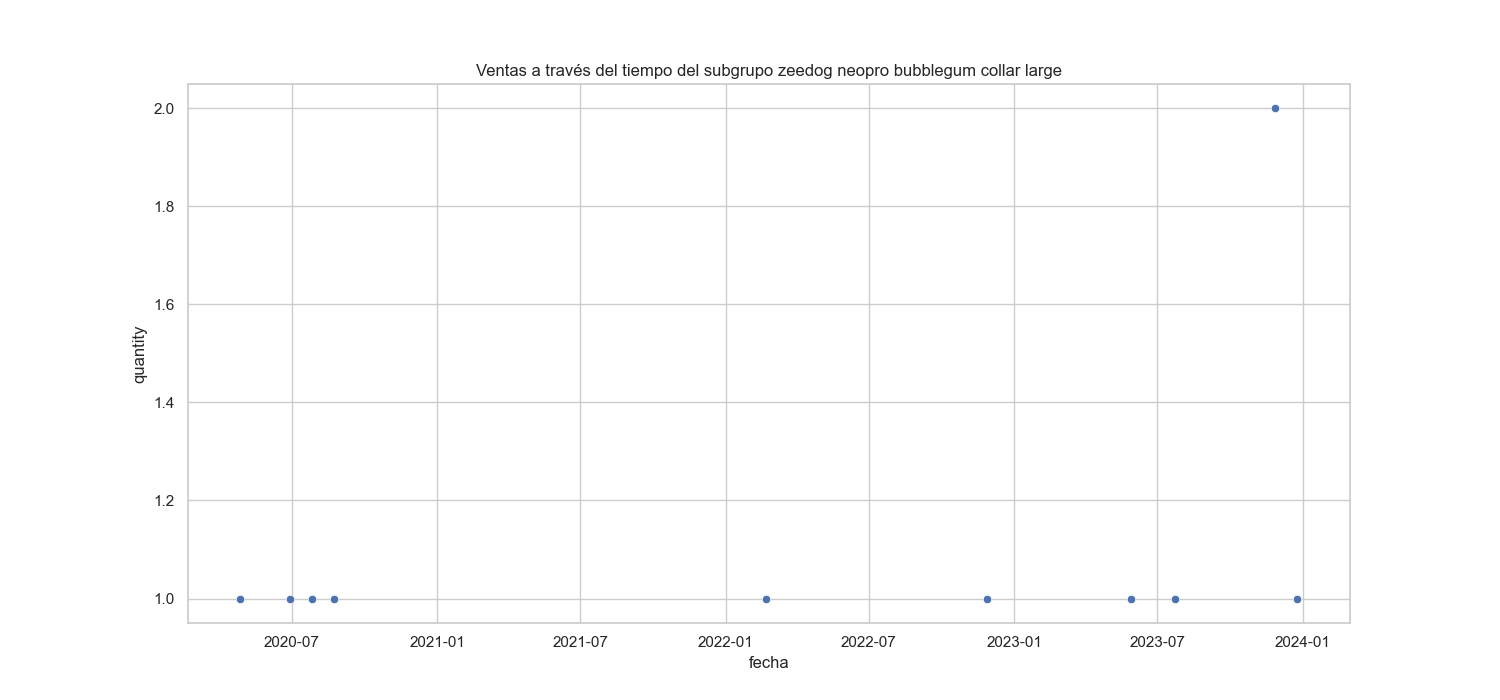 Ventas a través del tiempo del subgrupo zeedog neopro bubblegum collar large
2.0
1.8
1.6
1.4
1.2
1.0
quantity
2020-07 2021-01 2021-07 2022-01 2022-07 2023-01 2023-07 2024-01
fecha